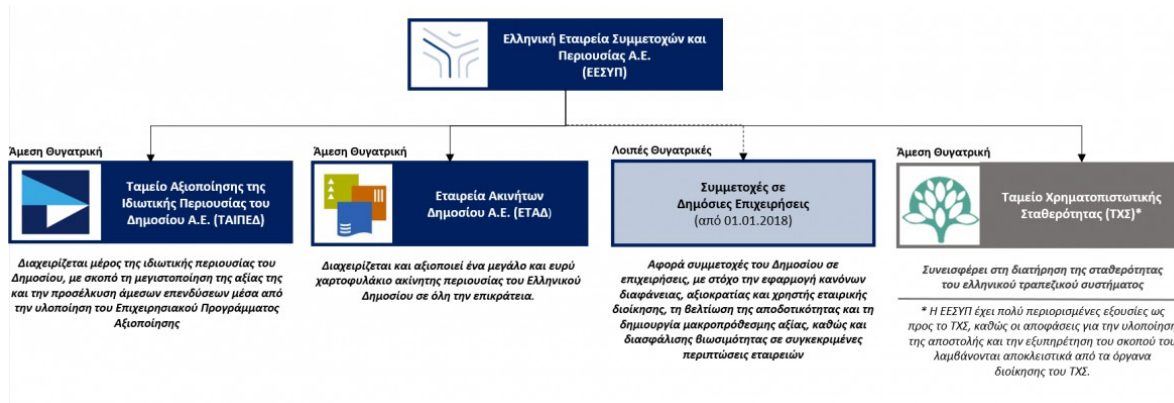 Ελληνική Εταιρεία Συμμετοχών και
Περιουσίας Α.Ε.
(ΕΕΣΥΠ)
Άμεση Θυγατρική
Ταμείο Αξιοποίησης της
Ιδιωτικής Περιουσίας του
Δημοσίου Α.Ε. (ΤΑΙΠΕΔ)
Διαχειρίζεται μέρος της ιδιωτικής περιουσίας του
Δημοσίου, με σκοπό τη μεγιστοποίηση της αξίας της
και την προσέλκυση άμεσων επενδύσεων μέσα από
την υλοποίηση του Επιχειρησιακού Προγράμματος
Αξιοποίησης
Άμεση Θυγατρική
Εταιρεία Ακινήτων
Δημοσίου Α.Ε. (ΕΤΑΔ)
Διαχειρίζεται και αξιοποιεί ένα μεγάλο και ευρύ
χαρτοφυλάκιο ακίνητης περιουσίας του Ελληνικού
Δημοσίου σε όλη την επικράτεια.
Λοιπές Θυγατρικές
Συμμετοχές σε
Δημόσιες Επιχειρήσεις
(από 01.01.2018)
Αφορά συμμετοχές του Δημοσίου σε
επιχειρήσεις, με στόχο την εφαρμογή κανόνων
διαφάνειας, αξιοκρατίας και χρηστής εταιρικής
διοίκησης, τη βελτίωση της αποδοτικότητας και τη
δημιουργία μακροπρόθεσμης αξίας, καθώς και
διασφάλισης βιωσιμότητας σε συγκεκριμένες
περιπτώσεις εταιρειών
Άμεση Θυγατρική
Ταμείο Χρηματοπιστωτικής
Σταθερότητας (ΤΧΣ)*
Συνεισφέρει στη διατήρηση της σταθερότητας
του ελληνικού τραπεζικού συστήματος
* Η ΕΕΣΥΠ έχει πολύ περιορισμένες εξουσίες ως
προς το ΤΧΣ, καθώς οι αποφάσεις για την υλοποίηση
της αποστολής και την εξυπηρέτηση του σκοπού του
λαμβάνονται αποκλειστικά από τα όργανα
διοίκησης του ΤΧΣ.